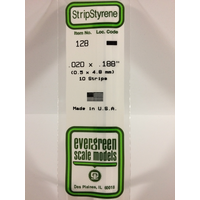 StripStyrene
Item No. Loc. Code
128
.020 x .188"
(0.5 x 4.8 mm)
10 Strips
Made in U.S.A.
evergreen
scale models
Des Plaines, IL 60018